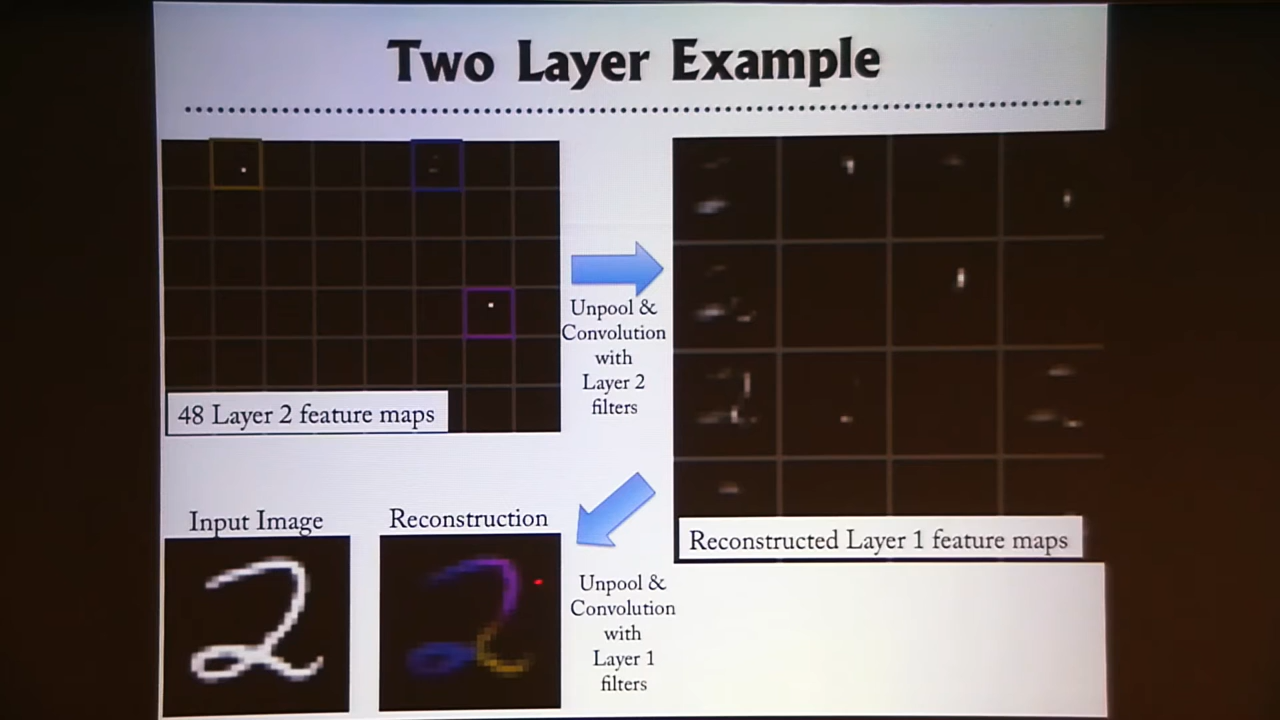 Two Layer Example
48 Layer 2 feature maps
Unpool &
Convolution
with
Layer 2
filters
Reconstructed Layer 1 feature maps
Input Image
Reconstruction
Unpool &
Convolution
with
Layer 1
filters